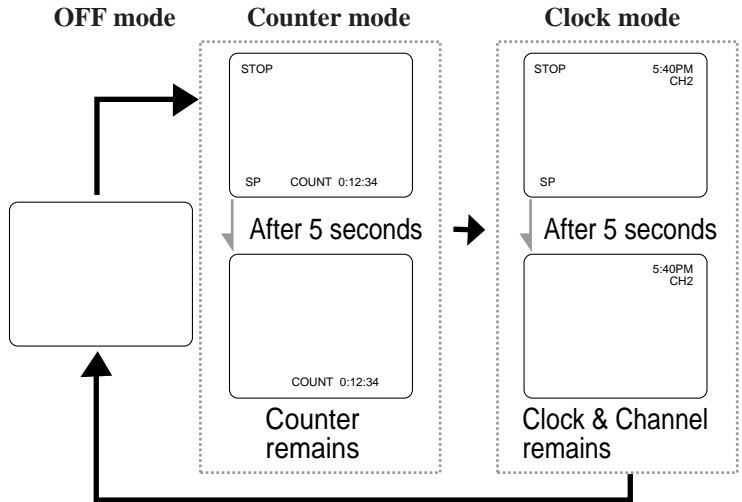 OFF mode
Counter mode
Clock mode
STOP
SP COUNT 0:12:34
After 5 seconds
COUNT 0:12:34
Counter
remains
STOP 5:40PM
CH2
SP
After 5 seconds
5:40PM
CH2
Clock & Channel
remains